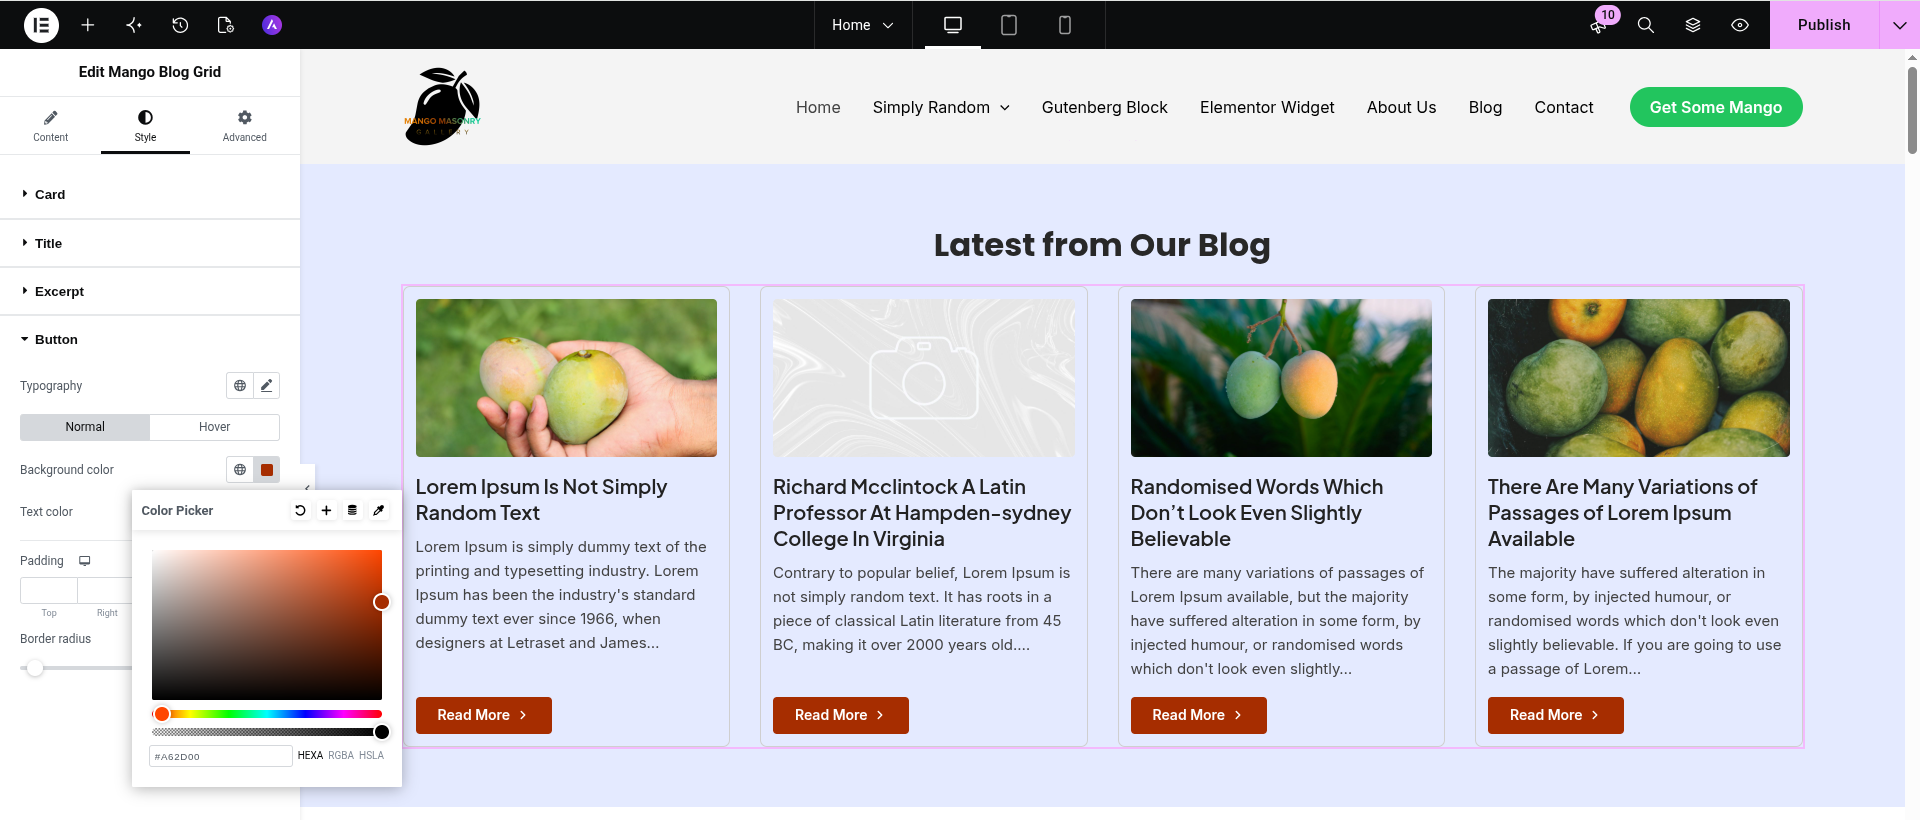 Home
10
Publish
Edit Mango Blog Grid
Content
Style
Advanced
Card
Title
Excerpt
Button
Typography
Normal
Hover
Background color
Text color
Padding
Top
Right
Border radius
Color Picker
#A62D00
HEXA
RGBA
HSLA
MANGO MASONRY
GALLERY
Home
Simply Random
Gutenberg Block
Elementor Widget
About Us
Blog
Contact
Get Some Mango
Latest from Our Blog
Lorem Ipsum Is Not Simply
Random Text
Lorem Ipsum is simply dummy text of the
printing and typesetting industry. Lorem
Ipsum has been the industry's standard
dummy text ever since 1966, when
designers at Letraset and James...
Read More
Richard Mcclintock A Latin
Professor At Hampden-sydney
College In Virginia
Contrary to popular belief, Lorem Ipsum is
not simply random text. It has roots in a
piece of classical Latin literature from 45
BC, making it over 2000 years old....
Read More
Randomised Words Which
Don’t Look Even Slightly
Believable
There are many variations of passages of
Lorem Ipsum available, but the majority
have suffered alteration in some form, by
injected humour, or randomised words
which don't look even slightly...
Read More
There Are Many Variations of
Passages of Lorem Ipsum
Available
The majority have suffered alteration in
some form, by injected humour, or
randomised words which don't look even
slightly believable. If you are going to use
a passage of Lorem...
Read More